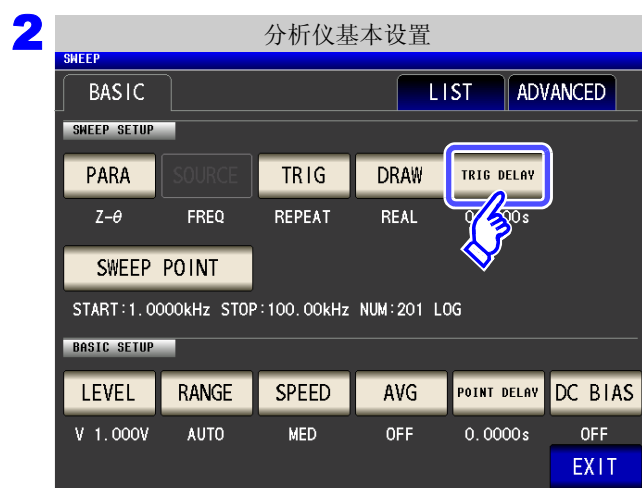 2
分析仪基本设置
SWEEP
BASIC LIST ADVANCED
SWEEP SETUP
PARA SOURCE TRIG DRAW TRIG DELAY
Z-θ FREQ REPEAT REAL
SWEEP POINT
START:1.0000kHz STOP:100.00kHz NUM:201 LOG
BASIC SETUP
LEVEL RANGE SPEED AVG POINT DELAY DC BIAS
V 1.000V AUTO MED OFF 0.0000s OFF
EXIT